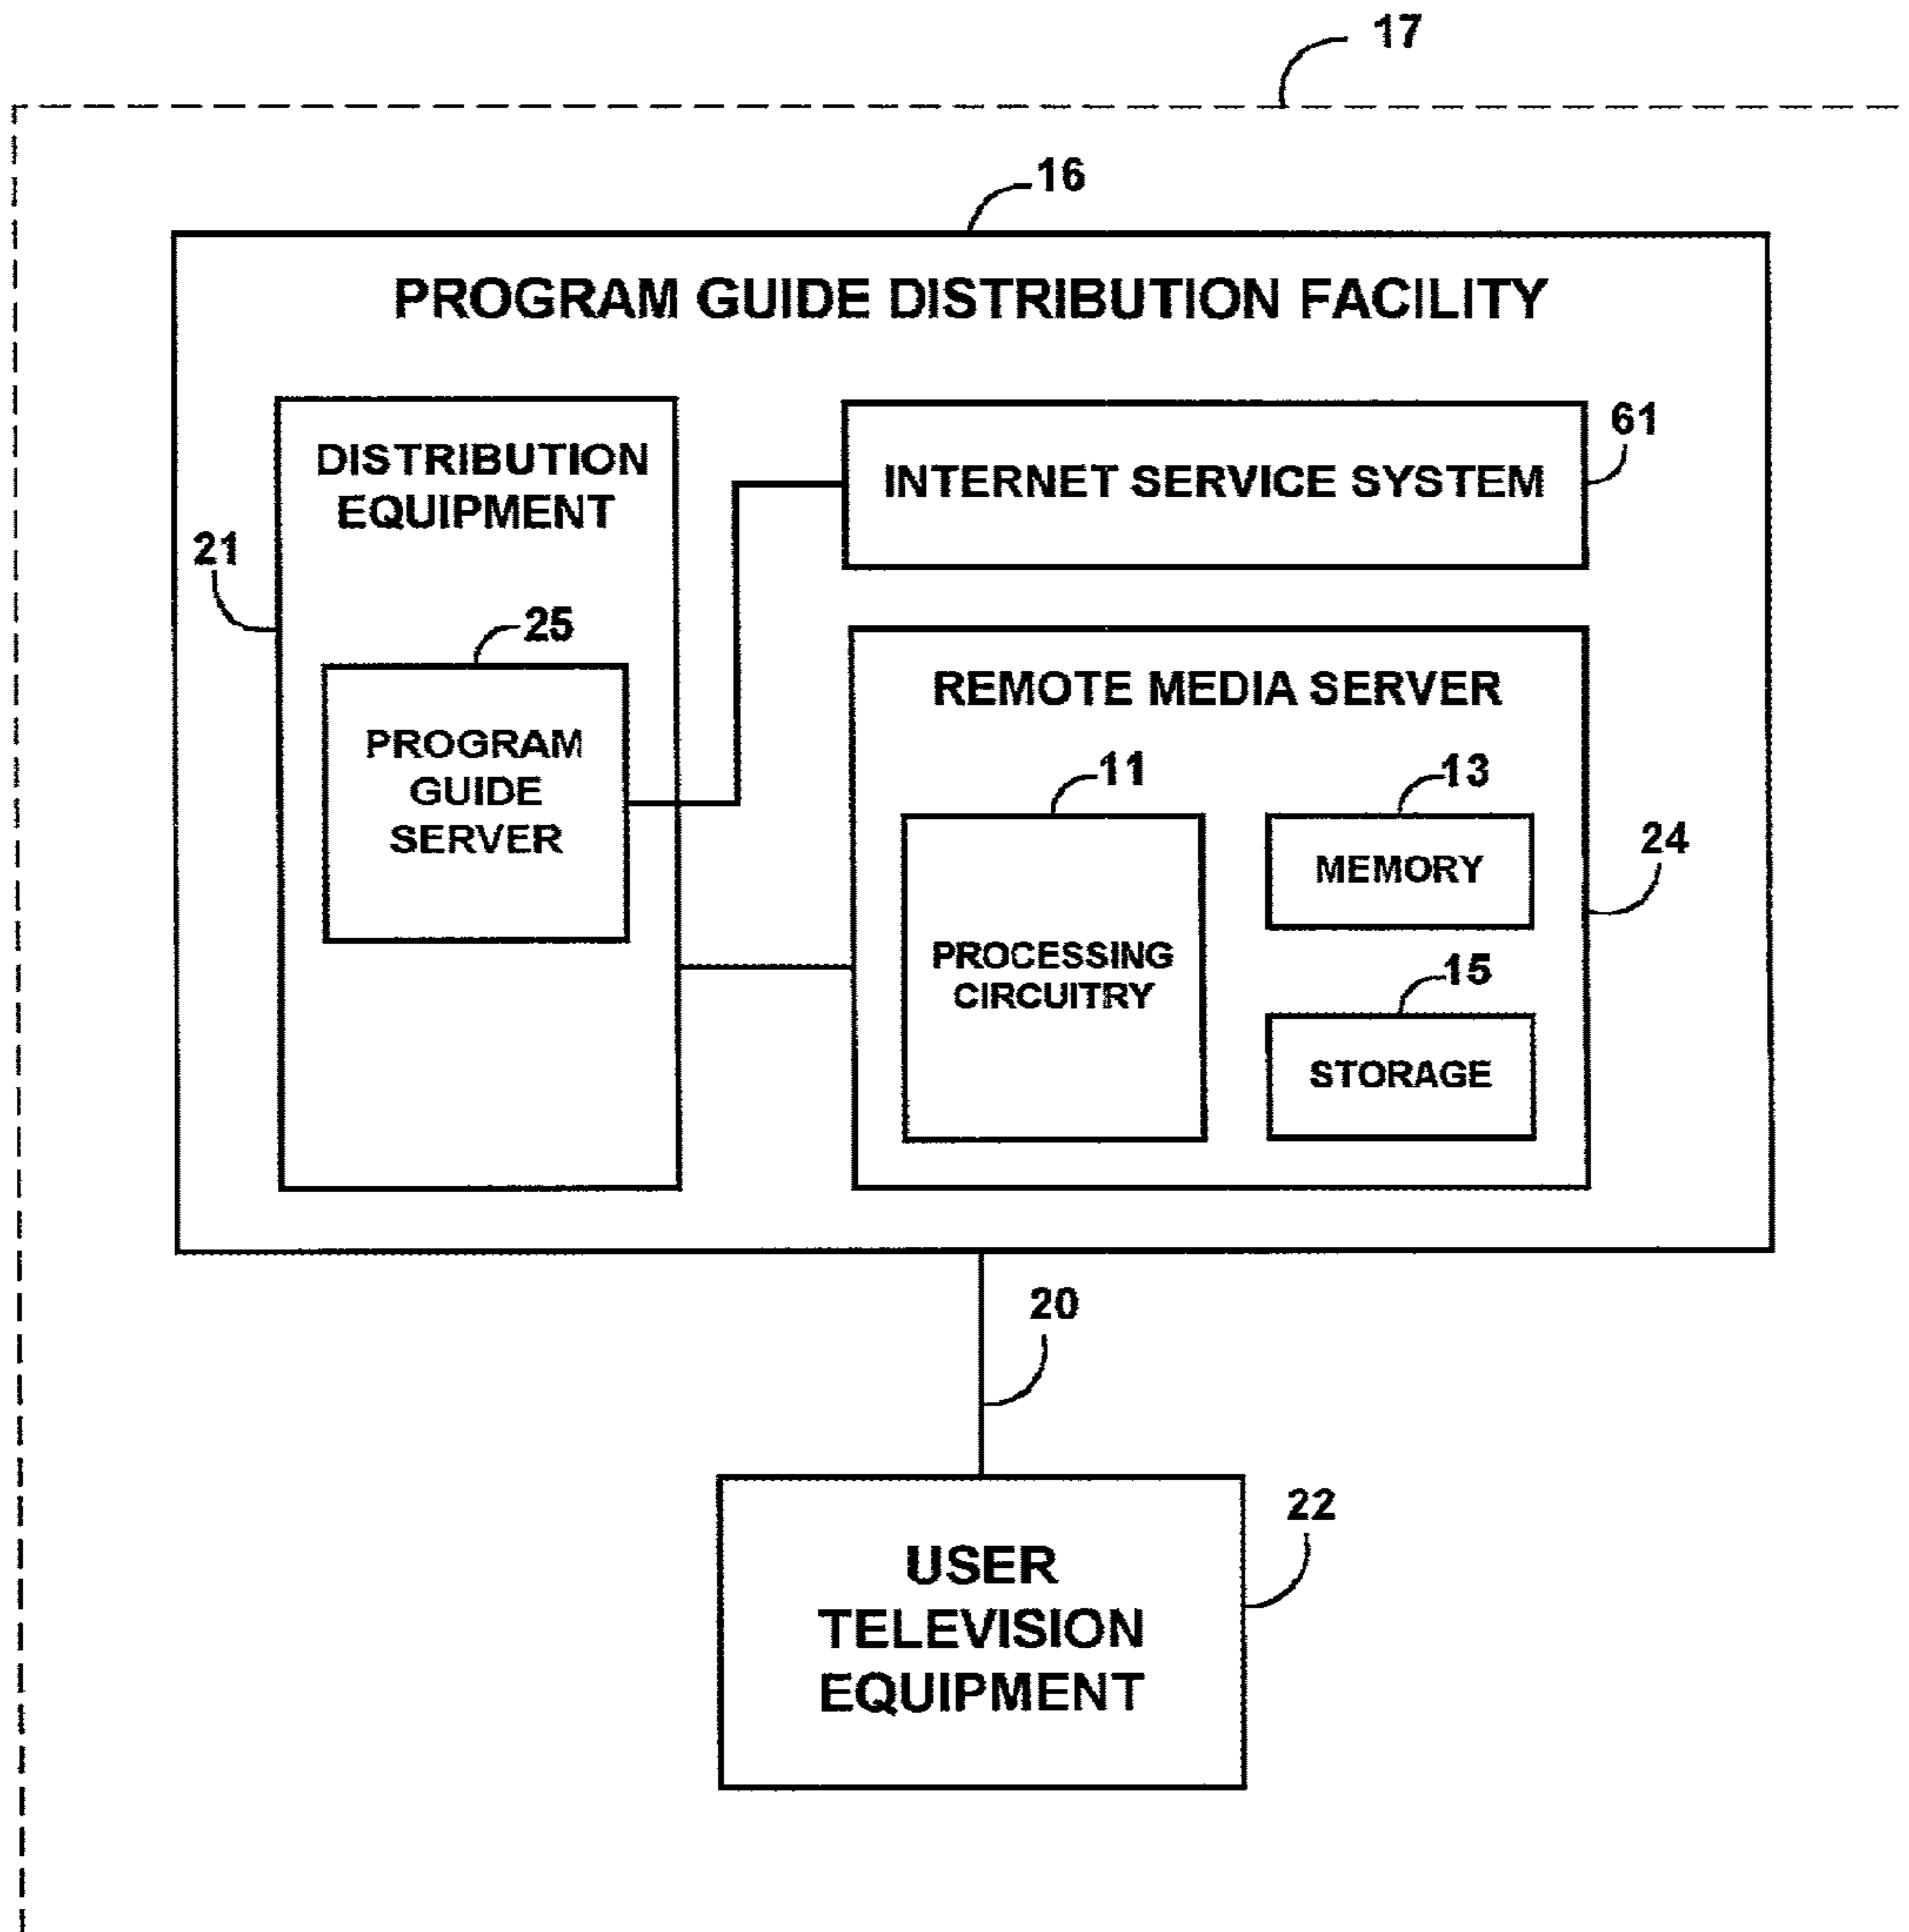 17
16
PROGRAM GUIDE DISTRIBUTION FACILITY
61
DISTRIBUTION
EQUIPMENT
INTERNET SERVICE SYSTEM
21
25
REMOTE MEDIA SERVER
PROGRAM
GUIDE
SERVER
11
13
24
MEMORY
PROCESSING
CIRCUITRY
15
STORAGE
20
22
USER
TELEVISION
EQUIPMENT